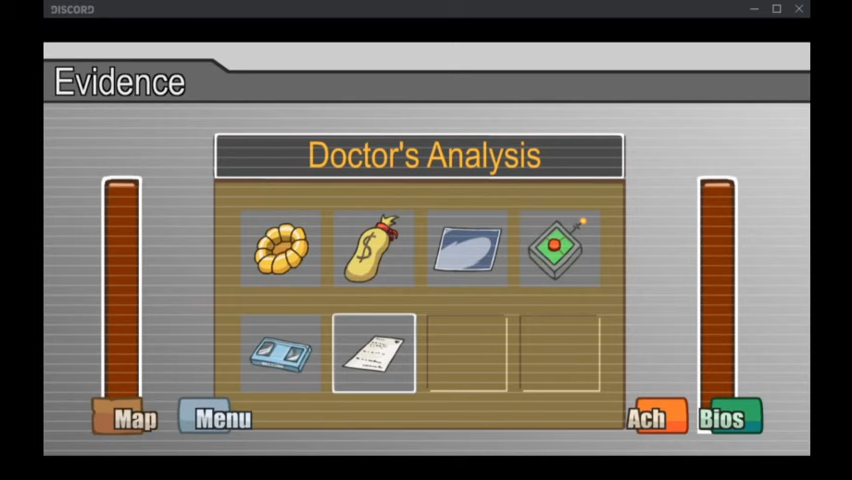 DISCORD
Evidence
Doctor's Analysis
$
Map
Menu
Ach
Bios